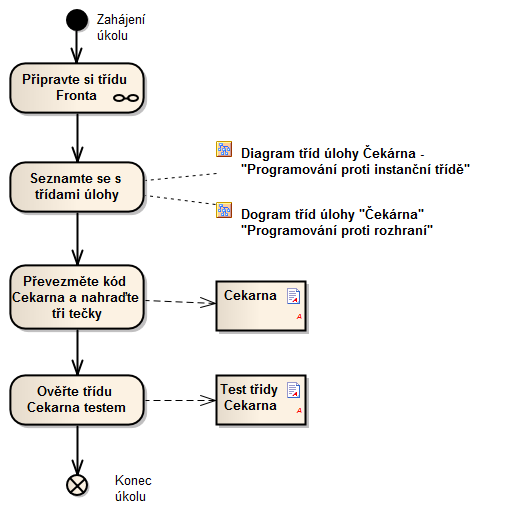 Zahájení
úkolu
Připravte si třídu
Fronta
Seznamte se s
třídami úlohy
Diagram tříd úlohy Čekárna -
"Programování proti instanční třídě"
Dogram tříd úlohy "Čekárna"
"Programování proti rozhraní"
Převezměte kód
Cekarna a nahraďte
tři tečky
Cekarna
A
Ověřte třídu
Cekarna testem
Test třidy
Cekarna
A
Konec
úkolu